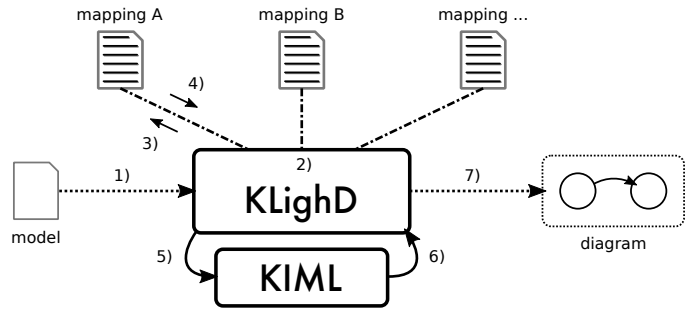 mapping A
mapping B
mapping ...
4)
3)
2)
1)
7)
KLighD
model
diagram
5)
6)
KIML